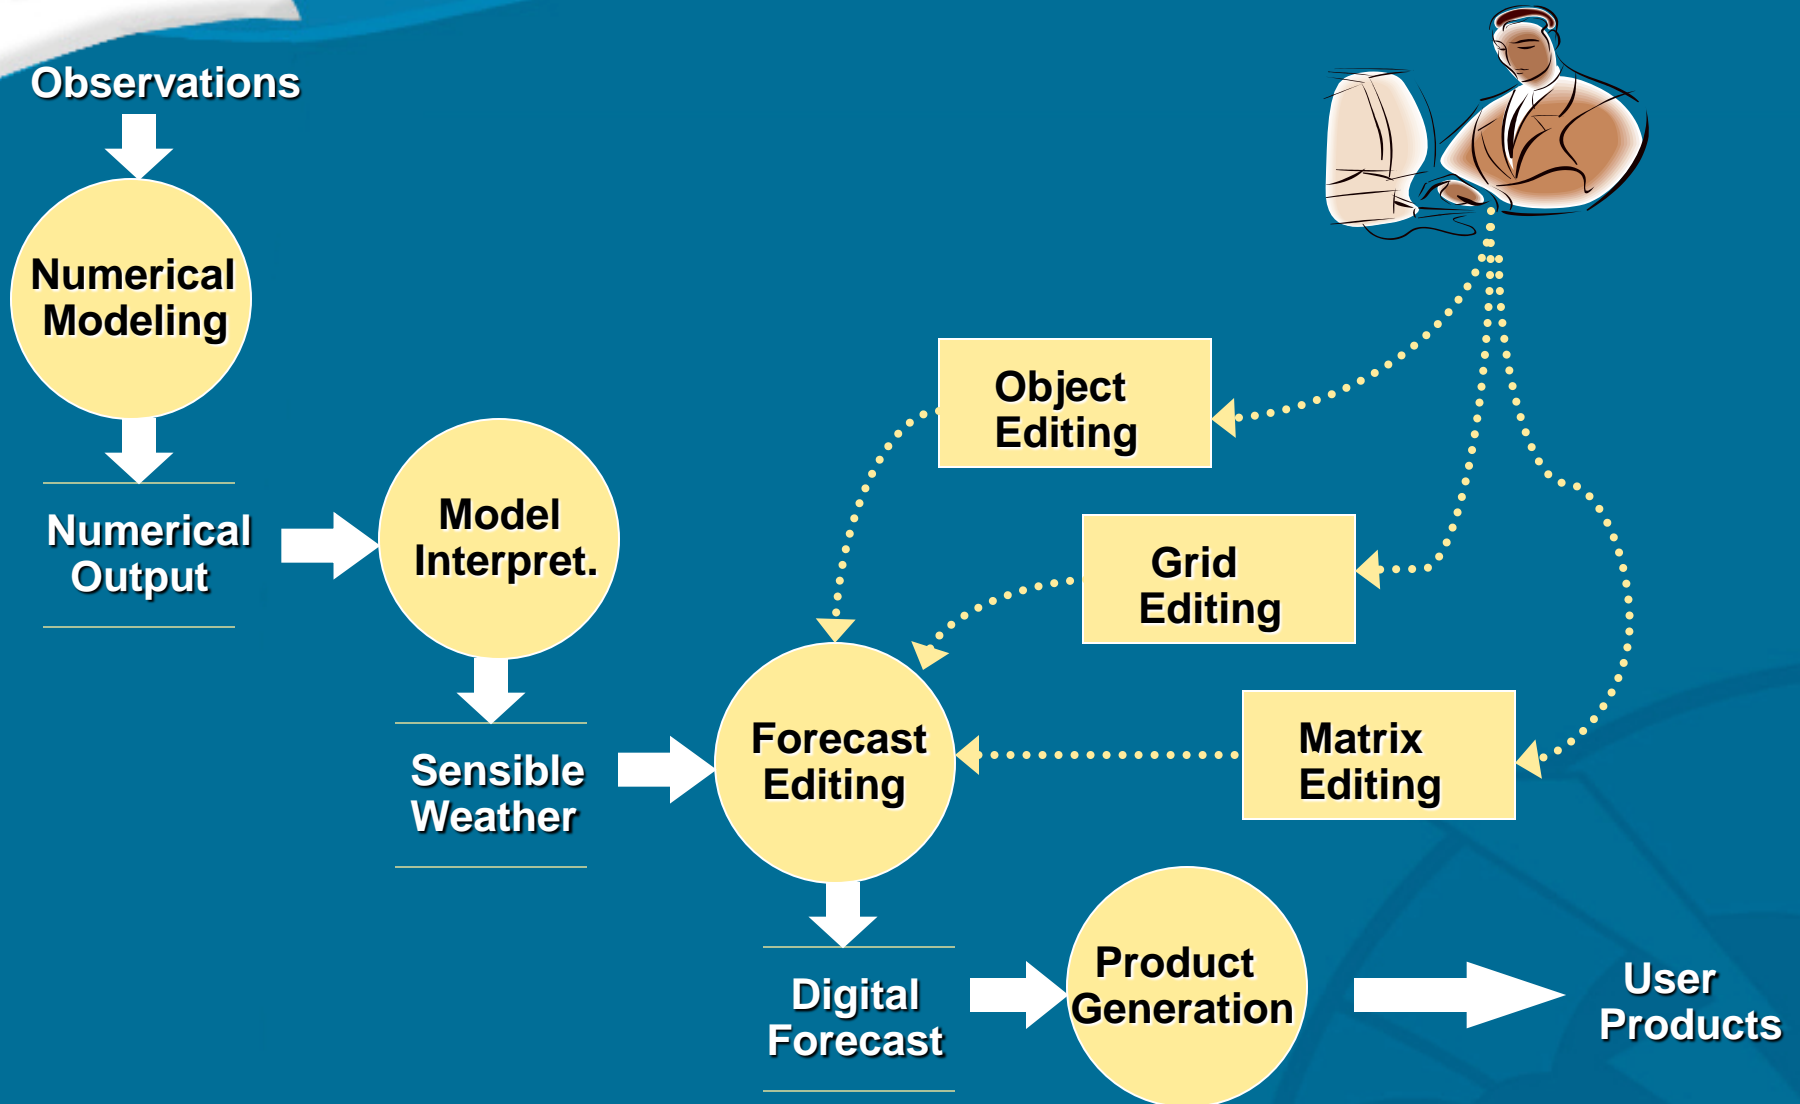 Observations
Numerical
Modeling
Numerical
Output
Model
Interpret.
Sensible
Weather
Object
Editing
Grid
Editing
Matrix
Editing
Forecast
Editing
Digital
Forecast
Product
Generation
User
Products